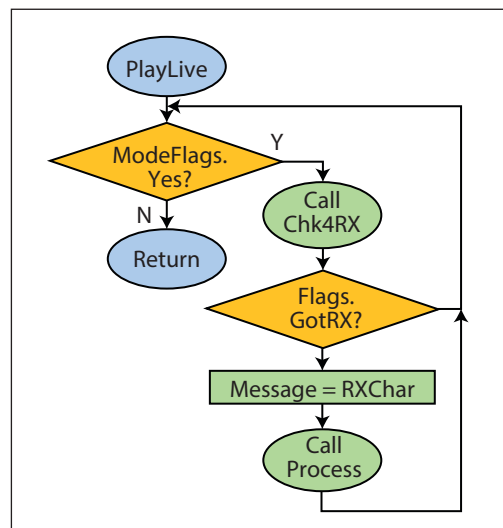 PlayLive
ModeFlags.
Yes?
Y
N
Call
Chk4RX
Return
Flags.
GotRX?
Message = RXChar
Call
Process